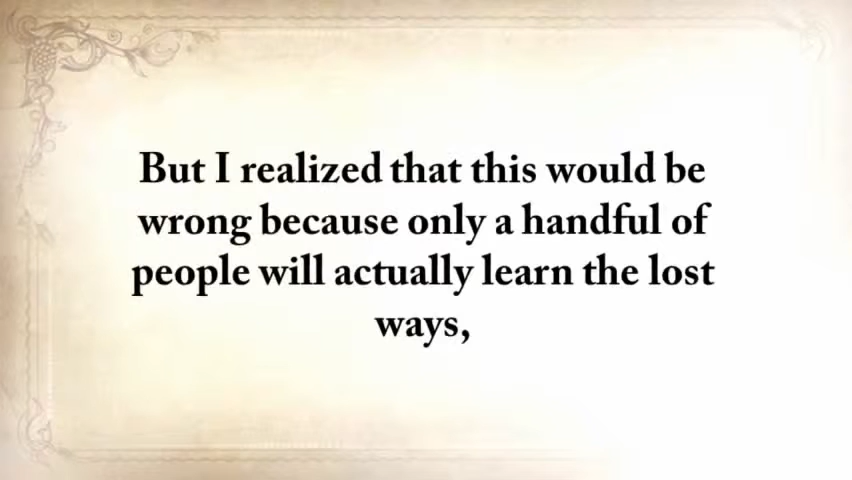 But I realized that this would be
wrong because only a handful of
people will actually learn the lost
ways,